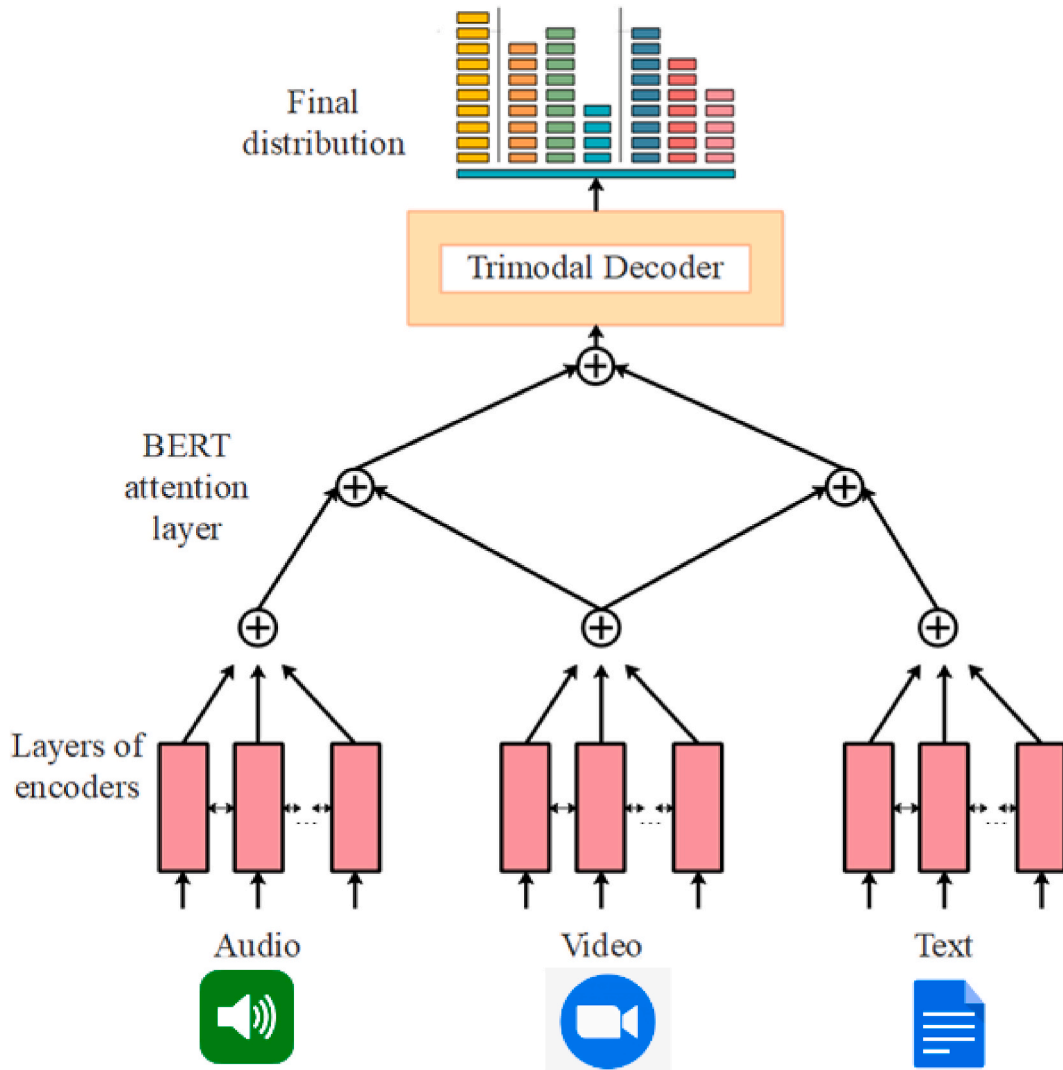 Final
distribution
Trimodal Decoder
BERT
attention
layer
Layers of
encoders
...
...
...
Audio
Video
Text